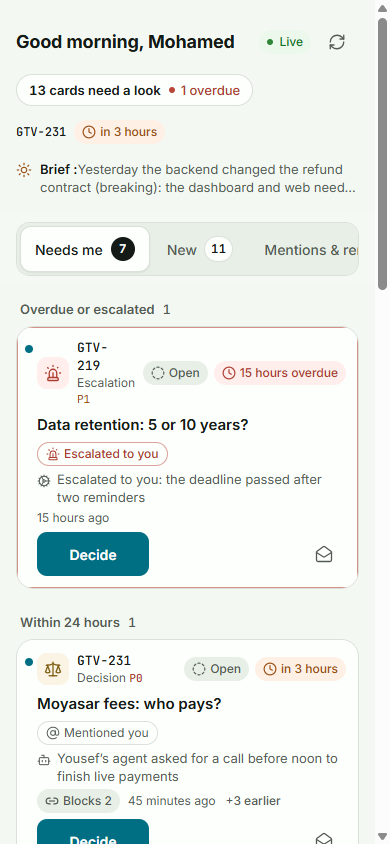 Good morning, Mohamed
Live
13 cards need a look • 1 overdue
GTV-231 in 3 hours
Brief :Yesterday the backend changed the refund
contract (breaking): the dashboard and web need...
Needs me 7 New 11 Mentions & re
Overdue or escalated 1
GTV-
219
Escalation
P1
Open
15 hours overdue
Data retention: 5 or 10 years?
Escalated to you
Escalated to you: the deadline passed after
two reminders
15 hours ago
Decide
Within 24 hours 1
GTV-231
Decision P0
Open
in 3 hours
Moyasar fees: who pays?
Mentioned you
Yousef's agent asked for a call before noon to
finish live payments
Blocks 2 45 minutes ago +3 earlier
Decide